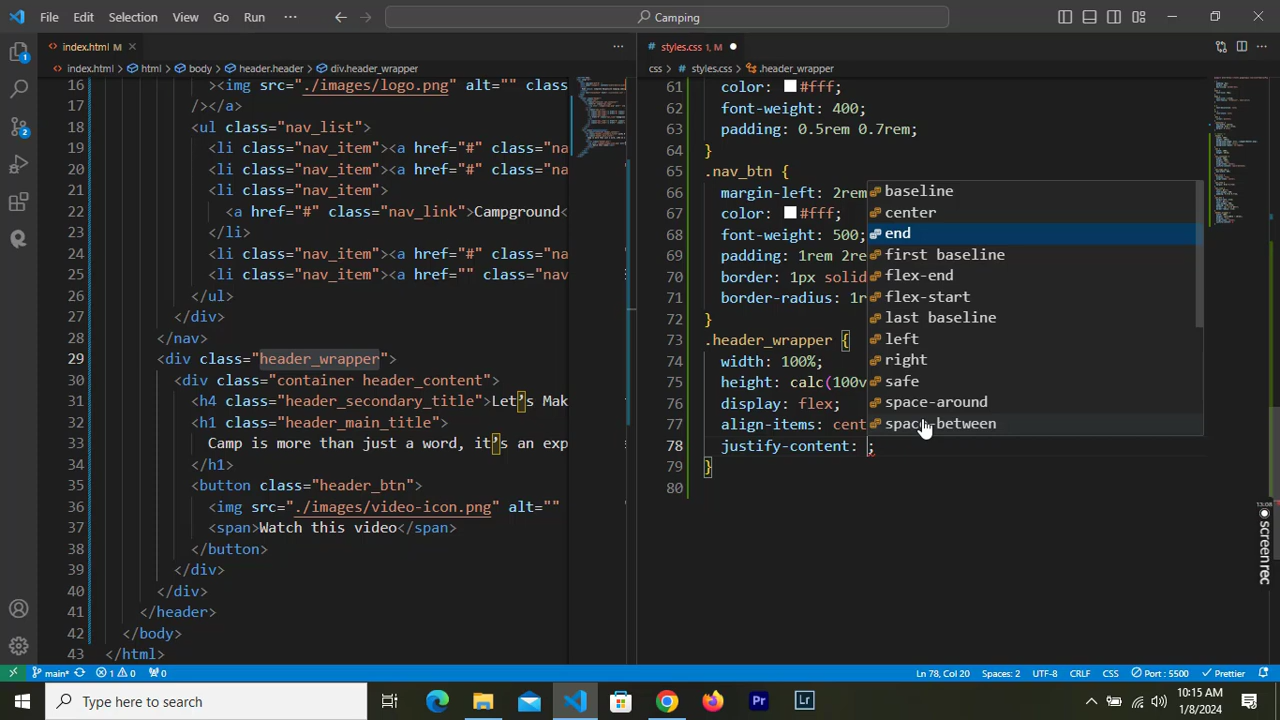 File Edit Selection View Go Run ··· Camping
index.html M styles.css 1, M
index.html > html > body > header.header > div.header_wrapper
css > styles.css > .header_wrapper
16 ><img src="./images/logo.png" alt="" class
17 /></a>
18 <ul class="nav_list">
19 <li class="nav_item"><a href="#" class="na
20 <li class="nav_item"><a href="#" class="na
21 <li class="nav_item">
22 <a href="#" class="nav_link">Campground<
23 </li>
24 <li class="nav_item"><a href="#" class="na
25 <li class="nav_item"><a href="" class="nav
26 </ul>
27 </div>
28 </nav>
29 <div class="header_wrapper">
30 <div class="container header_content">
31 <h4 class="header_secondary_title">Let’s Mak
32 <h1 class="header_main_title">
33 Camp is more than just a word, it’s an exp
34 </h1>
35 <button class="header_btn">
36 <img src="./images/video-icon.png" alt=""
37 <span>Watch this video</span>
38 </button>
39 </div>
40 </div>
41 </header>
42 </body>
43 </html>
61 color: #fff;
62 font-weight: 400;
63 padding: 0.5rem 0.7rem;
64 }
65 .nav_btn {
66 margin-left: 2rem
67 color: #fff;
68 font-weight: 500;
69 padding: 1rem 2re
70 border: 1px solid
71 border-radius: 1r
72 }
73 .header_wrapper {
74 width: 100%;
75 height: calc(100v
76 display: flex;
77 align-items: cent
78 justify-content: ;
79 }
80
baseline
center
end
first baseline
flex-end
flex-start
last baseline
left
right
safe
space-around
space-between
13:08
screen rec
main* 1 0 0 Ln 78, Col 20 Spaces: 2 UTF-8 CRLF CSS Port : 5500 Prettier
Type here to search
Pr
Lr
10:15 AM
1/8/2024